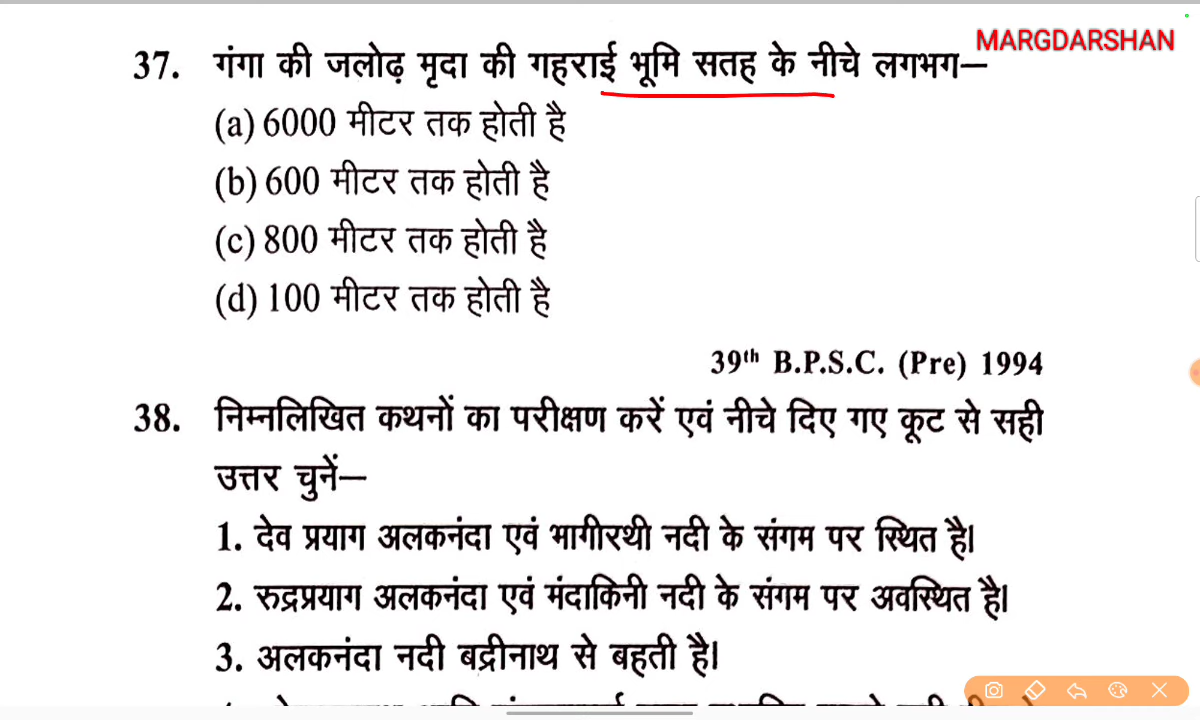 MARGDARSHAN
37. गंगा की जलोढ़ मृदा की गहराई भूमि सतह के नीचे लगभग–
(a) 6000 मीटर तक होती है
(b) 600 मीटर तक होती है
(c) 800 मीटर तक होती है
(d) 100 मीटर तक होती है
39th B.P.S.C. (Pre) 1994
38. निम्नलिखित कथनों का परीक्षण करें एवं नीचे दिए गए कूट से सही
उत्तर चुनें–
1. देव प्रयाग अलकनंदा एवं भागीरथी नदी के संगम पर स्थित है।
2. रुद्रप्रयाग अलकनंदा एवं मंदाकिनी नदी के संगम पर अवस्थित है।
3. अलकनंदा नदी बद्रीनाथ से बहती है।